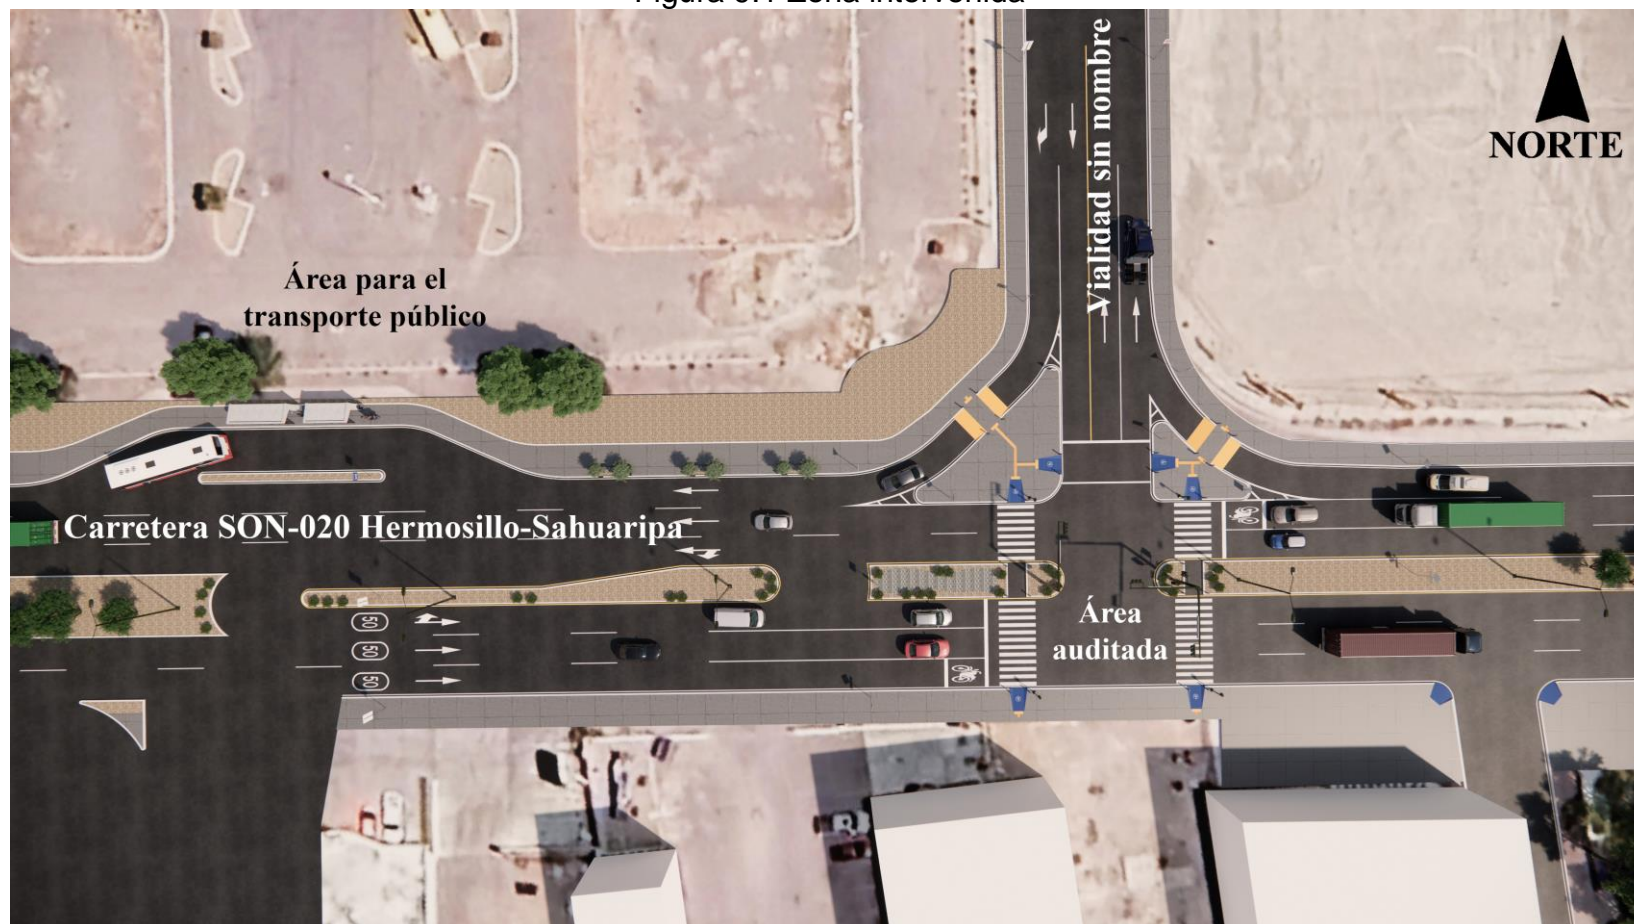 Vialidad sin nombre
NORTE
Área para el
transporte público
Carretera SON-020 Hermosillo-Sahuaripa
50
50
50
Área
auditada